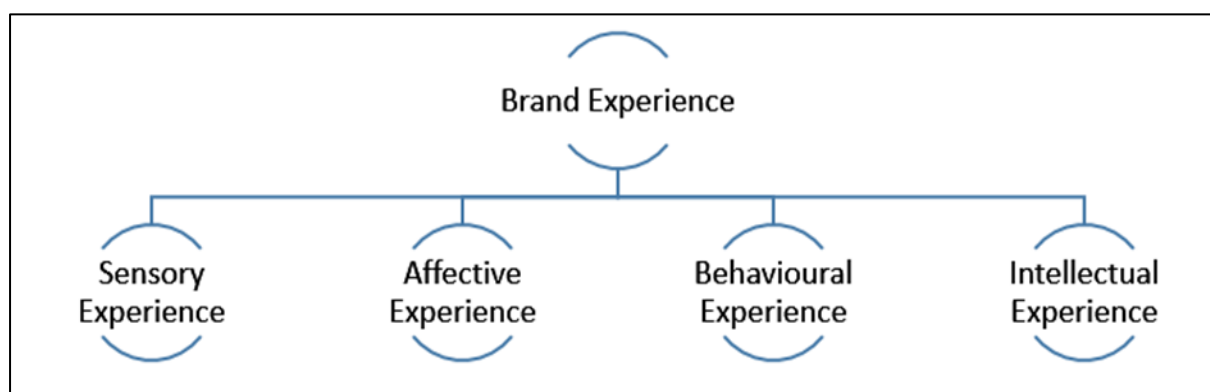 Brand Experience
Sensory
Experience
Affective
Experience
Behavioural
Experience
Intellectual
Experience